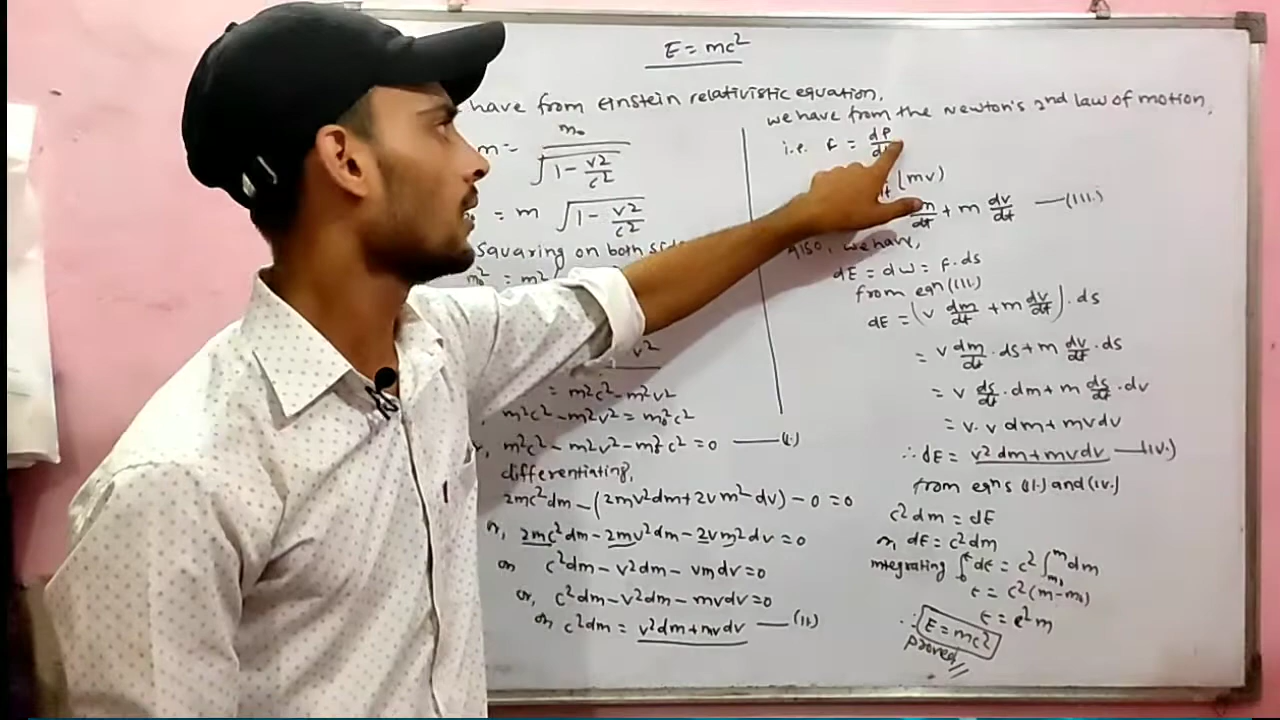 E = mc²
have from einstein relativistic equation,
m = m₀ / √(1 - v²/c²)
= m √(1 - v²/c²)
Squaring on both
m₀² = m²
v²
= m²c² - m²v²
m²c² - m²v² = m₀²c²
m²c² - m²v² - m₀²c² = 0 —(I.)
differentiating,
2mc²dm - (2mv²dm + 2vm²dv) - 0 = 0
or, 2mc²dm - 2mv²dm - 2vm²dv = 0
or c²dm - v²dm - vmdv = 0
or, c²dm - v²dm - mvdv = 0
or c²dm = v²dm + mvdv —(II)
we have from the Newton's 2nd law of motion,
i.e. F = dP/dt
(mv)
dm/dt + m dv/dt —(III.)
Also, we have,
dE = dW = F·ds
from eqn (III.)
dE = (v dm/dt + m dv/dt)·ds
= v dm/dt·ds + m dv/dt·ds
= v ds/dt·dm + m ds/dt·dv
= v·v dm + mvdv
∴ dE = v²dm + mvdv —(IV.)
from eqns (II.) and (IV.)
c²dm = dE
or, dE = c²dm
integrating ∫₀ᴱ dE = c² ∫ₘ₀ᵐ dm
E = c²(m - m₀)
E = c²m
∴ E = mc²
proved